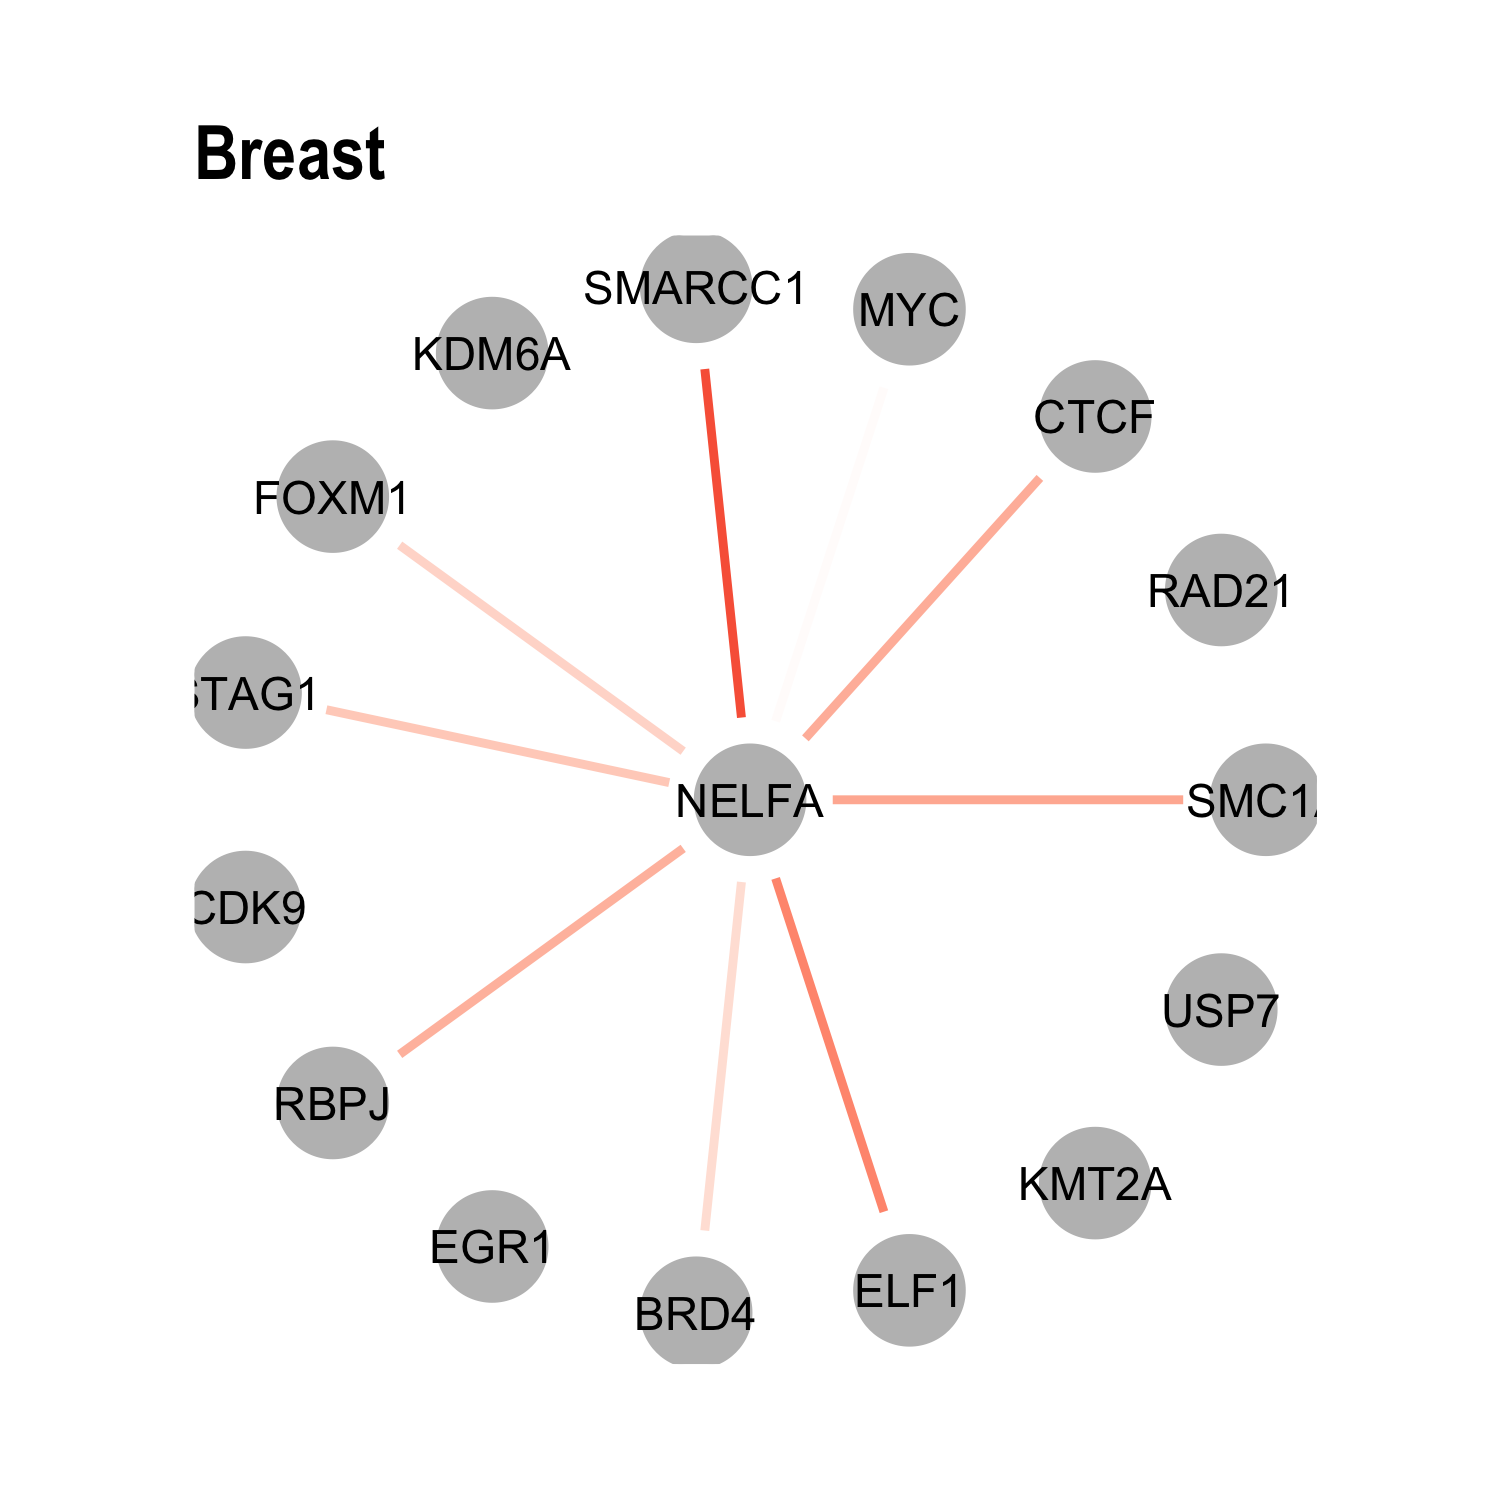 Breast
SMARCC1
MYC
KDM6A
CTCF
FOXM1
RAD21
STAG1
NELFA
SMC1A
CDK9
USP7
RBPJ
KMT2A
EGR1
BRD4
ELF1